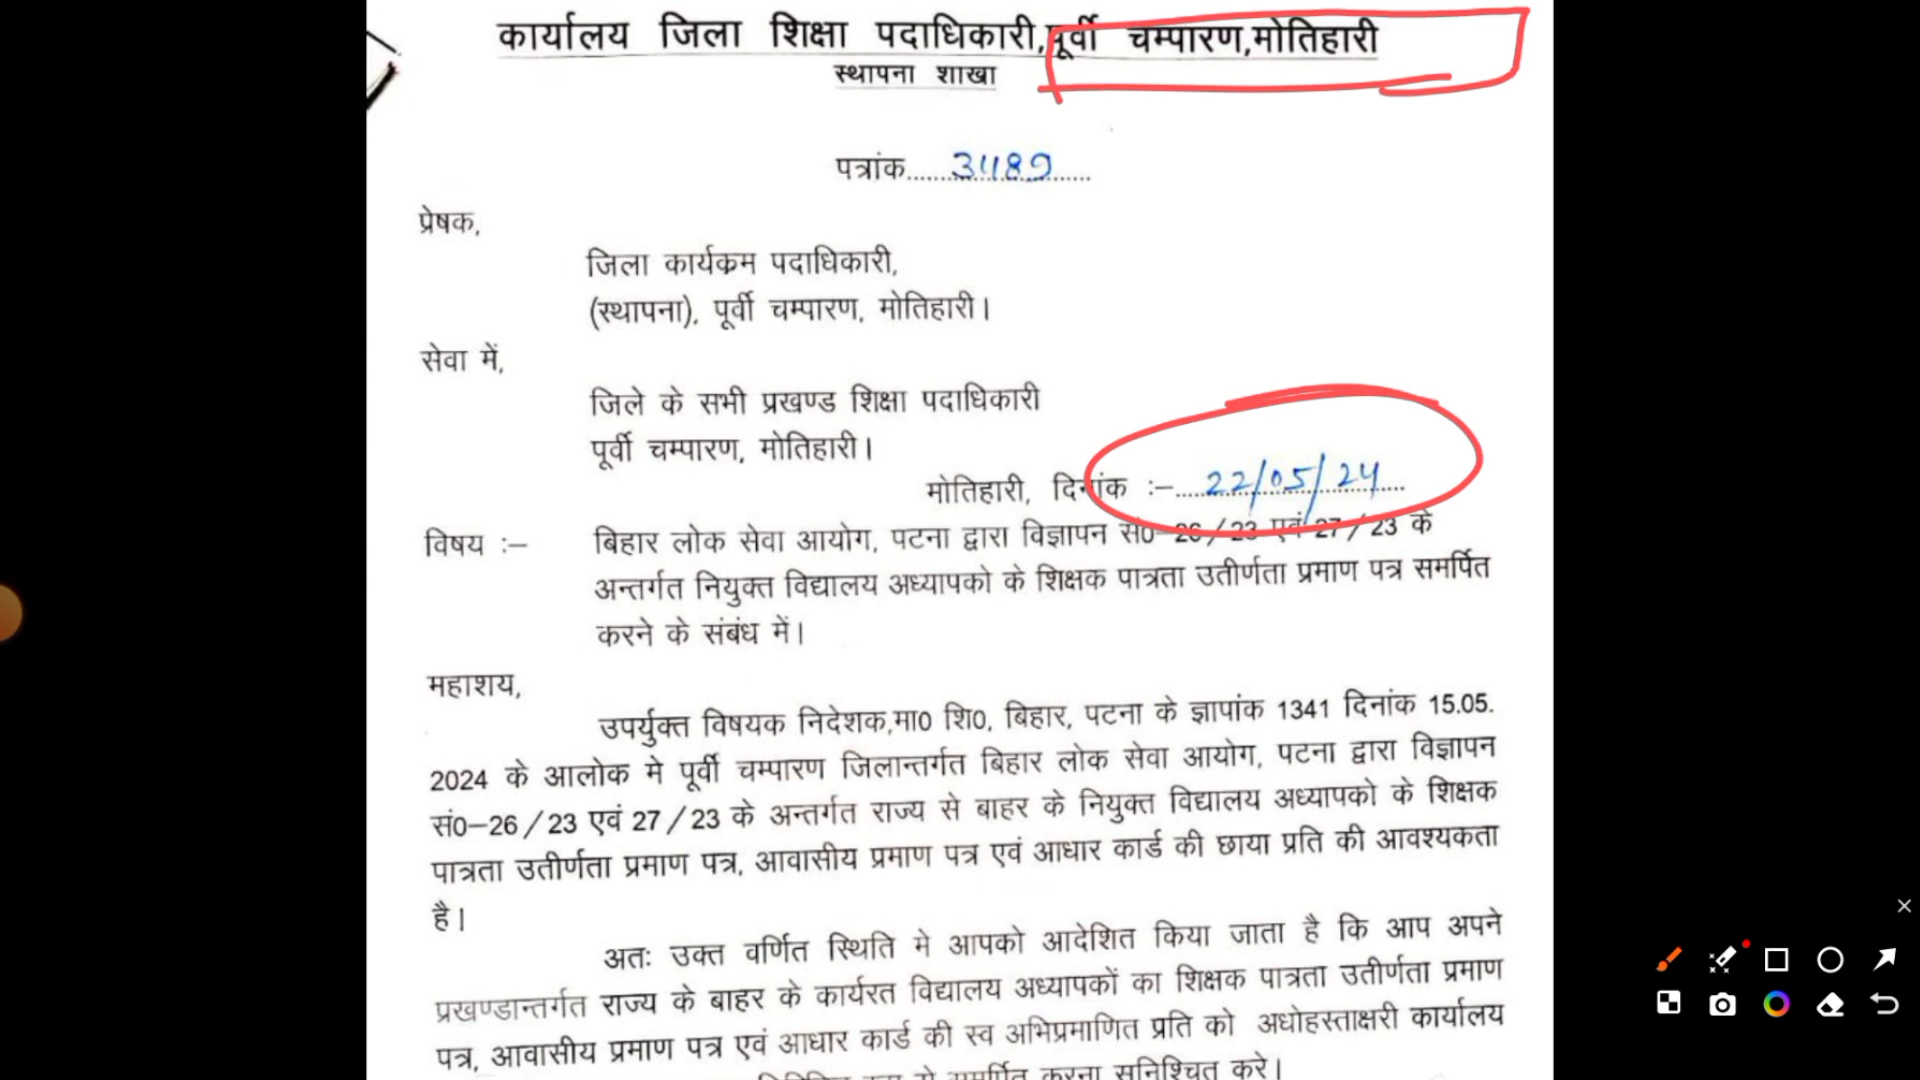 कार्यालय जिला शिक्षा पदाधिकारी,पूर्वी चम्पारण,मोतिहारी
स्थापना शाखा
पत्रांक..............................
प्रेषक,
जिला कार्यक्रम पदाधिकारी,
(स्थापना), पूर्वी चम्पारण, मोतिहारी।
सेवा में,
जिले के सभी प्रखण्ड शिक्षा पदाधिकारी
पूर्वी चम्पारण, मोतिहारी।
मोतिहारी, दिनांक :–....22/05/24....
विषय :– बिहार लोक सेवा आयोग, पटना द्वारा विज्ञापन सं0–26/23 एवं 27/23 के
अन्तर्गत नियुक्त विद्यालय अध्यापको के शिक्षक पात्रता उतीर्णता प्रमाण पत्र समर्पित
करने के संबंध में।
महाशय,
उपर्युक्त विषयक निदेशक,मा0 शि0, बिहार, पटना के ज्ञापांक 1341 दिनांक 15.05.
2024 के आलोक मे पूर्वी चम्पारण जिलान्तर्गत बिहार लोक सेवा आयोग, पटना द्वारा विज्ञापन
सं0–26/23 एवं 27/23 के अन्तर्गत राज्य से बाहर के नियुक्त विद्यालय अध्यापको के शिक्षक
पात्रता उतीर्णता प्रमाण पत्र, आवासीय प्रमाण पत्र एवं आधार कार्ड की छाया प्रति की आवश्यकता
है।
अतः उक्त वर्णित स्थिति मे आपको आदेशित किया जाता है कि आप अपने
प्रखण्डान्तर्गत राज्य के बाहर के कार्यरत विद्यालय अध्यापकों का शिक्षक पात्रता उतीर्णता प्रमाण
पत्र, आवासीय प्रमाण पत्र एवं आधार कार्ड की स्व अभिप्रमाणित प्रति को अधोहस्ताक्षरी कार्यालय
समर्पित करना सुनिश्चित करे।